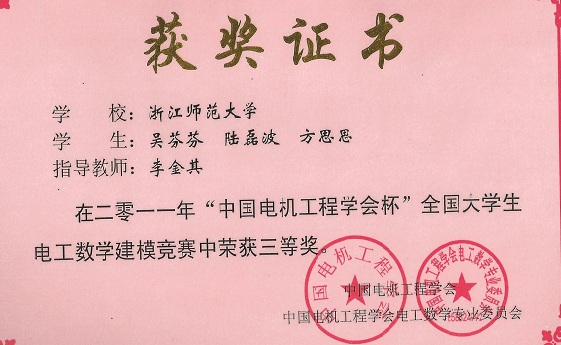 获奖证书
学 校：浙江师范大学
学 生：吴芬芬 陆磊波 方思思
指导教师：李金其
在二零一一年“中国电机工程学会杯”全国大学生
电工数学建模竞赛中荣获三等奖。
中国电机工程学会
中国电机工程学会电工数学专业委员会
中国电机工程学会
中国电机工程学会电工数学专业委员会